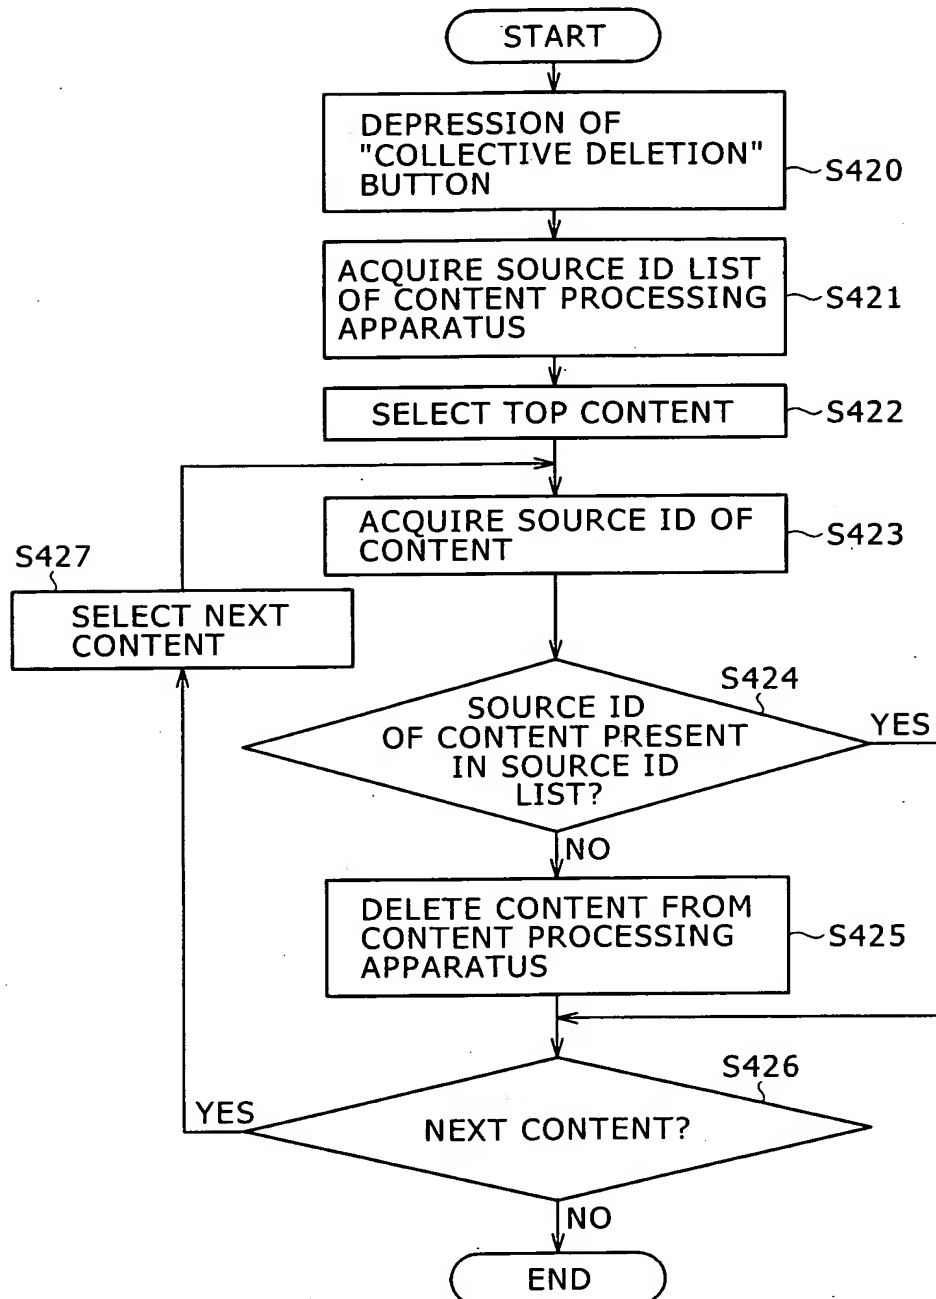 START
DEPRESSION OF
"COLLECTIVE DELETION"
BUTTON
S420
ACQUIRE SOURCE ID LIST
OF CONTENT PROCESSING
APPARATUS
S421
SELECT TOP CONTENT
S422
ACQUIRE SOURCE ID OF
CONTENT
S423
S427
SELECT NEXT
CONTENT
S424
SOURCE ID
OF CONTENT PRESENT
IN SOURCE ID
LIST?
YES
NO
DELETE CONTENT FROM
CONTENT PROCESSING
APPARATUS
S425
S426
YES
NEXT CONTENT?
NO
END